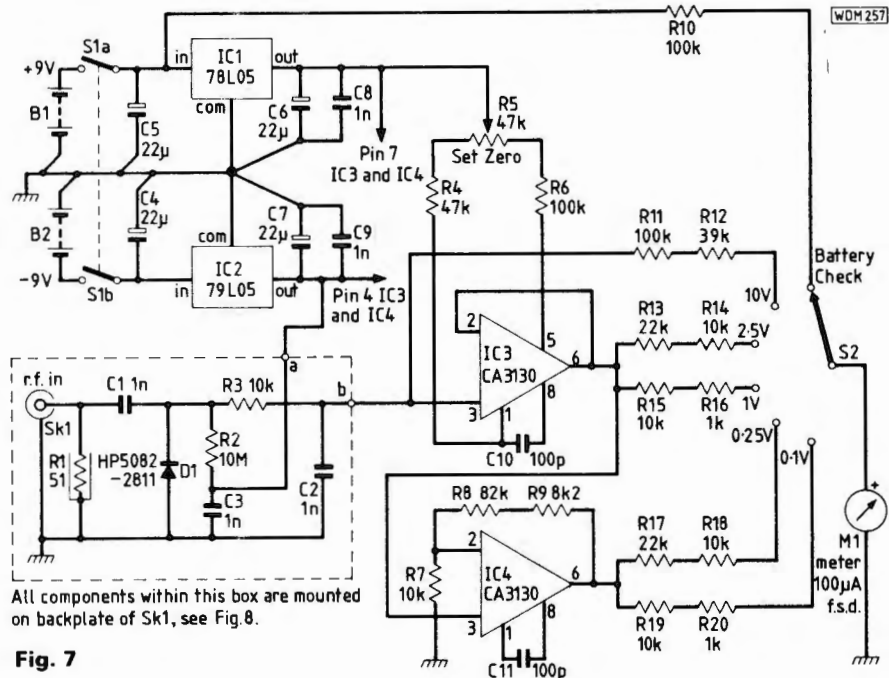 WDM257
S1a
+9V
B1
B2
-9V
S1b
in
IC1
78L05
out
com
C5
22µ
C4
22µ
C6
22µ
C8
1n
Pin 7
IC3 and IC4
R5
47k
Set Zero
R4
47k
R6
100k
R10
100k
com
in
IC2
79L05
out
C7
22µ
C9
1n
Pin 4 IC3
and IC4
R11
100k
R12
39k
Battery
Check
10V
R13
22k
R14
10k
2·5V
S2
R15
10k
R16
1k
1V
0·25V
0·1V
2
3
IC3
CA3130
5
6
8
1
C10
100p
r.f. in
Sk1
C1 1n
R3 10k
a
b
R1
51
HP5082
-2811
D1
R2
10M
C3
1n
C2
1n
R8 82k
R9 8k2
R7
10k
2
3
IC4
CA3130
6
8
1
C11
100p
R17
22k
R18
10k
R19
10k
R20
1k
+
M1
meter
100µA
f.s.d.
All components within this box are mounted
on backplate of Sk1, see Fig.8.
Fig. 7